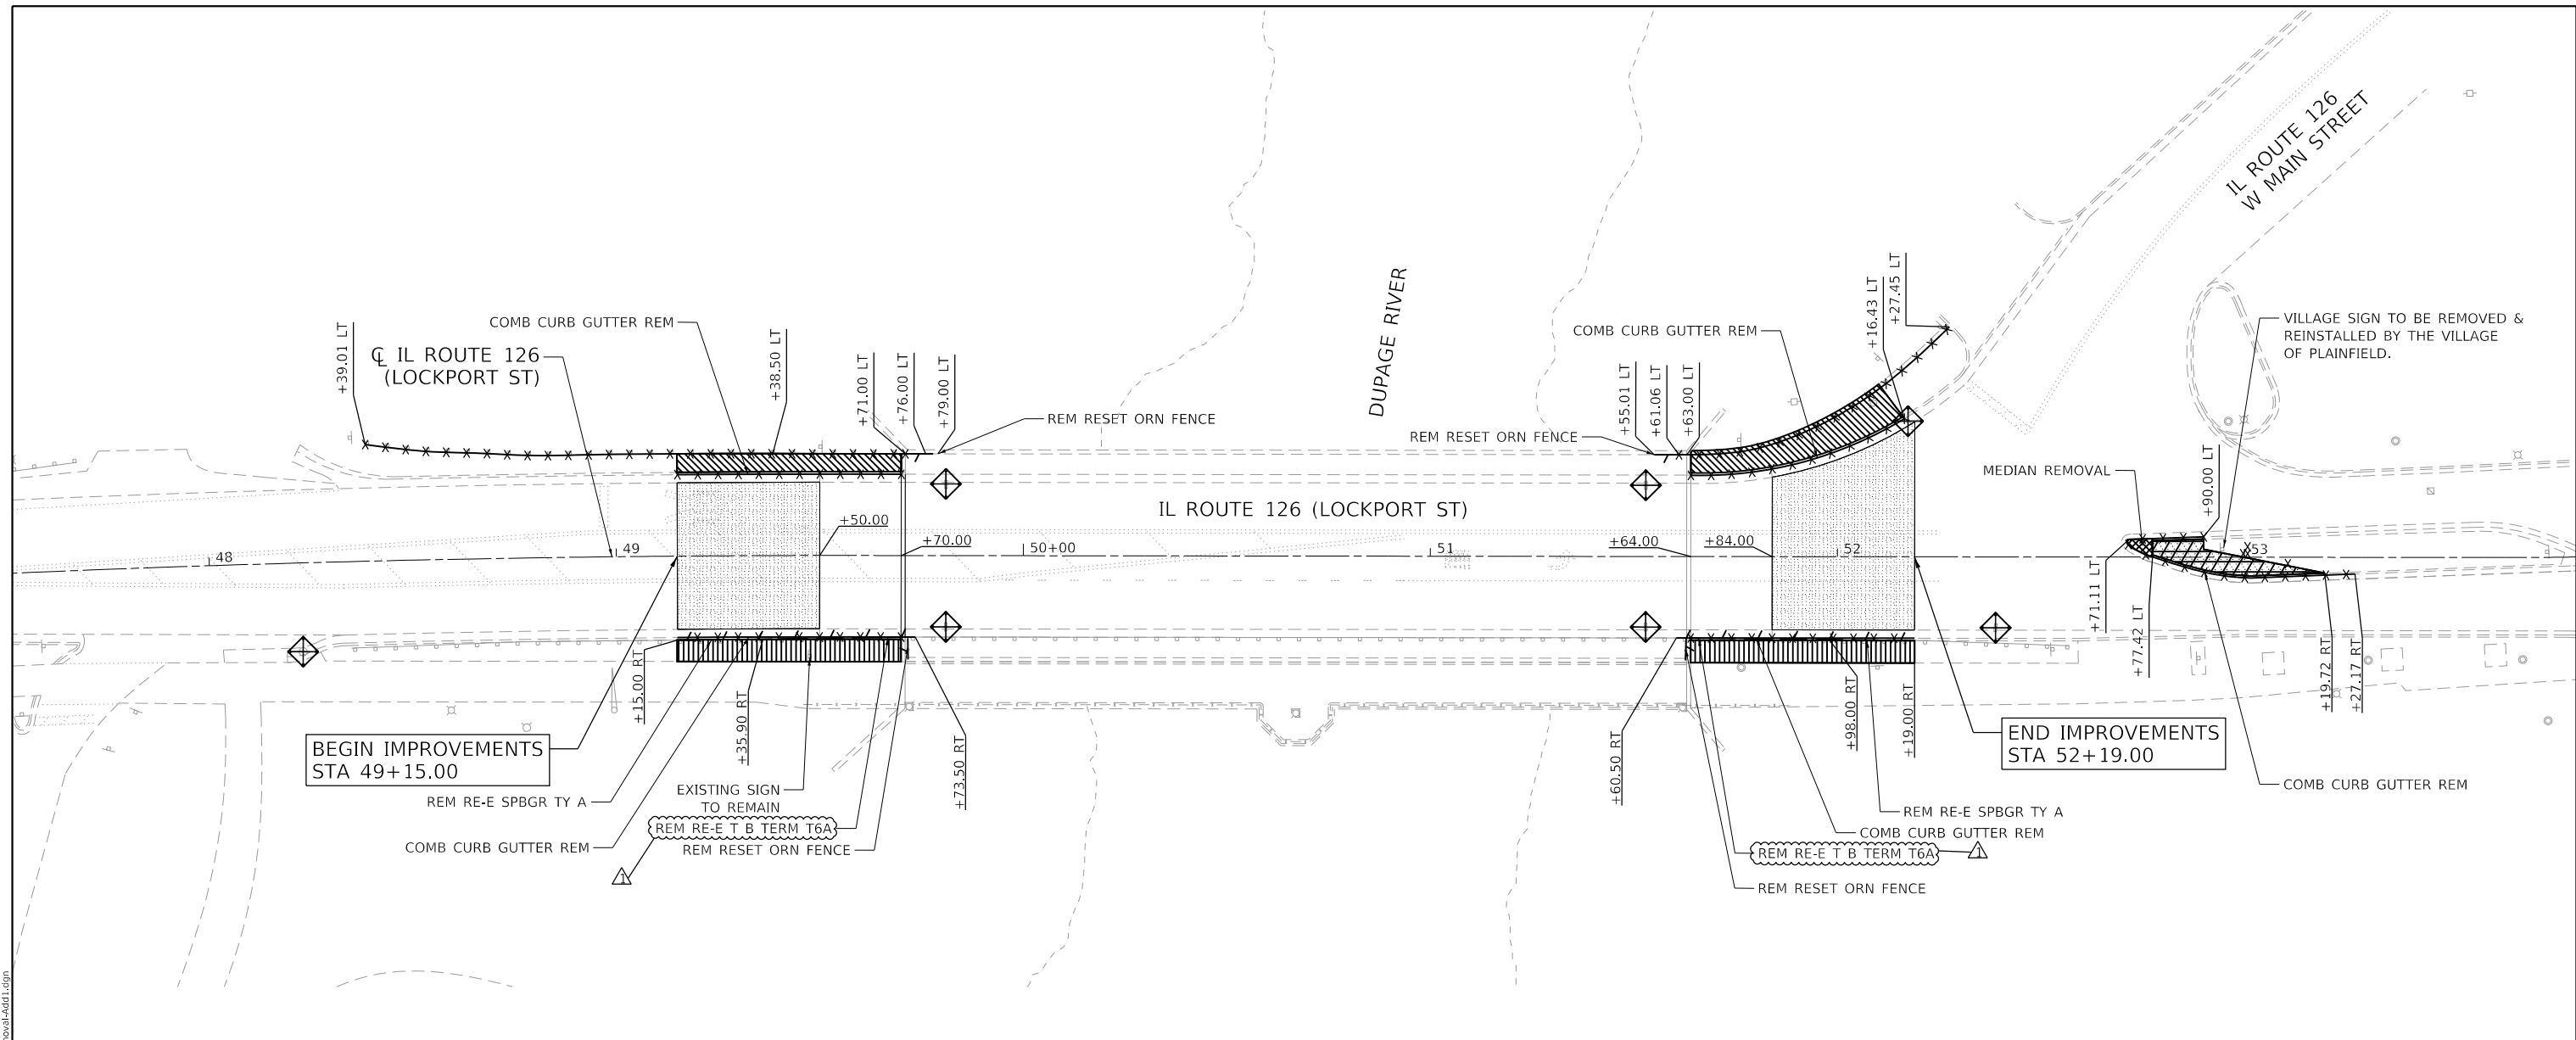 IL ROUTE 126
W MAIN STREET
VILLAGE SIGN TO BE REMOVED &
REINSTALLED BY THE VILLAGE
OF PLAINFIELD.
COMB CURB GUTTER REM
℄ IL ROUTE 126
(LOCKPORT ST)
+39.01 LT
+38.50 LT
+71.00 LT
+76.00 LT
+79.00 LT
REM RESET ORN FENCE
DUPAGE RIVER
COMB CURB GUTTER REM
REM RESET ORN FENCE
+55.01 LT
+61.06 LT
+63.00 LT
+16.43 LT
+27.45 LT
MEDIAN REMOVAL
+90.00 LT
IL ROUTE 126 (LOCKPORT ST)
48
49
+50.00
+70.00
50+00
51
+64.00
+84.00
52
53
+71.11 LT
+77.42 LT
+19.72 RT
+27.17 RT
+15.00 RT
+35.90 RT
+73.50 RT
+60.50 RT
+98.00 RT
+19.00 RT
BEGIN IMPROVEMENTS
STA 49+15.00
END IMPROVEMENTS
STA 52+19.00
REM RE-E SPBGR TY A
EXISTING SIGN
TO REMAIN
REM RE-E T B TERM T6A
COMB CURB GUTTER REM
REM RESET ORN FENCE
1
COMB CURB GUTTER REM
REM RE-E SPBGR TY A
COMB CURB GUTTER REM
REM RE-E T B TERM T6A
1
REM RESET ORN FENCE
moval-Add1.dgn